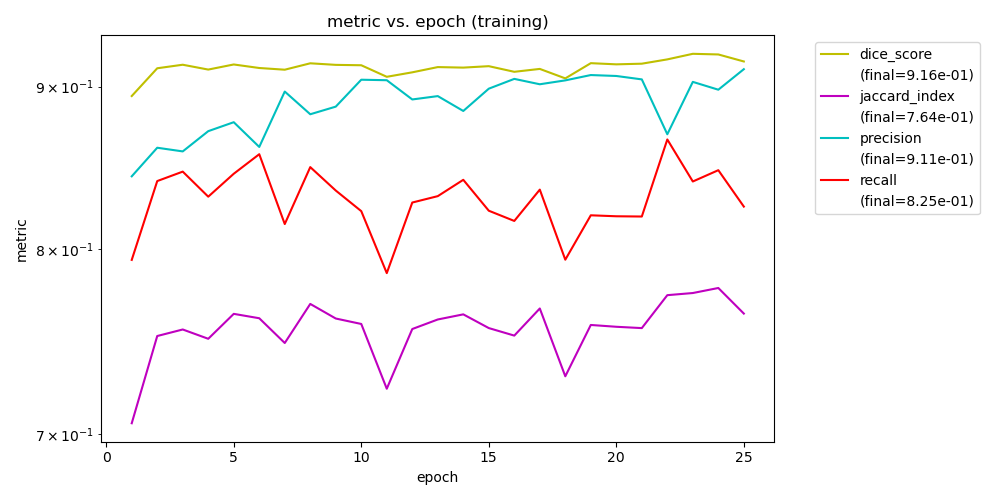 metric vs. epoch (training)
metric
9 × 10⁻¹
8 × 10⁻¹
7 × 10⁻¹
0 5 10 15 20 25
epoch
dice_score
(final=9.16e-01)
jaccard_index
(final=7.64e-01)
precision
(final=9.11e-01)
recall
(final=8.25e-01)